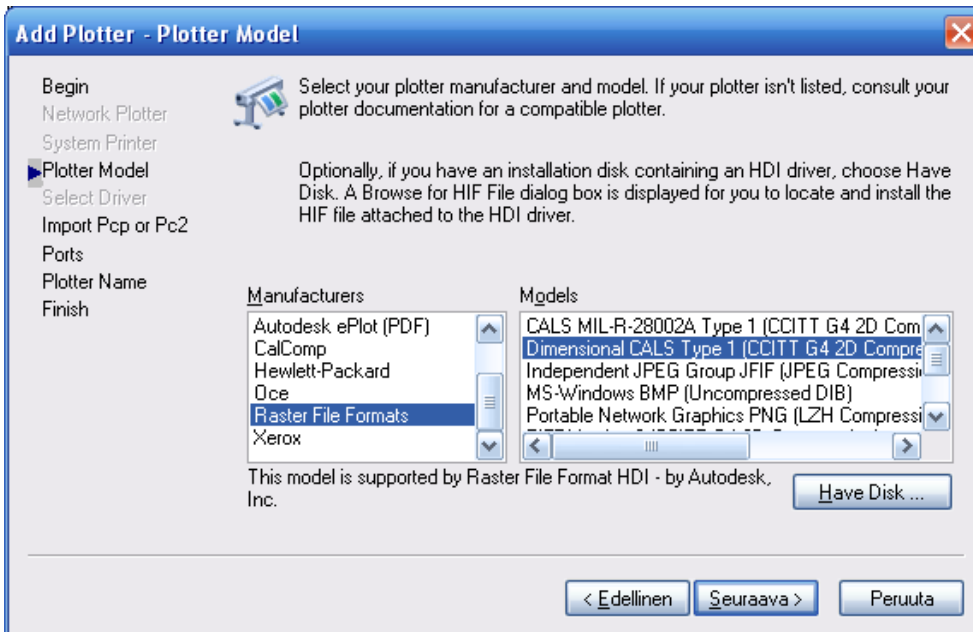 Add Plotter - Plotter Model
Begin
Network Plotter
System Printer
Plotter Model
Select Driver
Import Pcp or Pc2
Ports
Plotter Name
Finish
Select your plotter manufacturer and model. If your plotter isn't listed, consult your
plotter documentation for a compatible plotter.
Optionally, if you have an installation disk containing an HDI driver, choose Have
Disk. A Browse for HIF File dialog box is displayed for you to locate and install the
HIF file attached to the HDI driver.
Manufacturers
Autodesk ePlot (PDF)
CalComp
Hewlett-Packard
Oce
Raster File Formats
Xerox
Models
CALS MIL-R-28002A Type 1 (CCITT G4 2D Com
Dimensional CALS Type 1 (CCITT G4 2D Compre
Independent JPEG Group JFIF (JPEG Compressi
MS-Windows BMP (Uncompressed DIB)
Portable Network Graphics PNG (LZH Compressi
This model is supported by Raster File Format HDI - by Autodesk,
Inc.
Have Disk ...
< Edellinen
Seuraava >
Peruuta